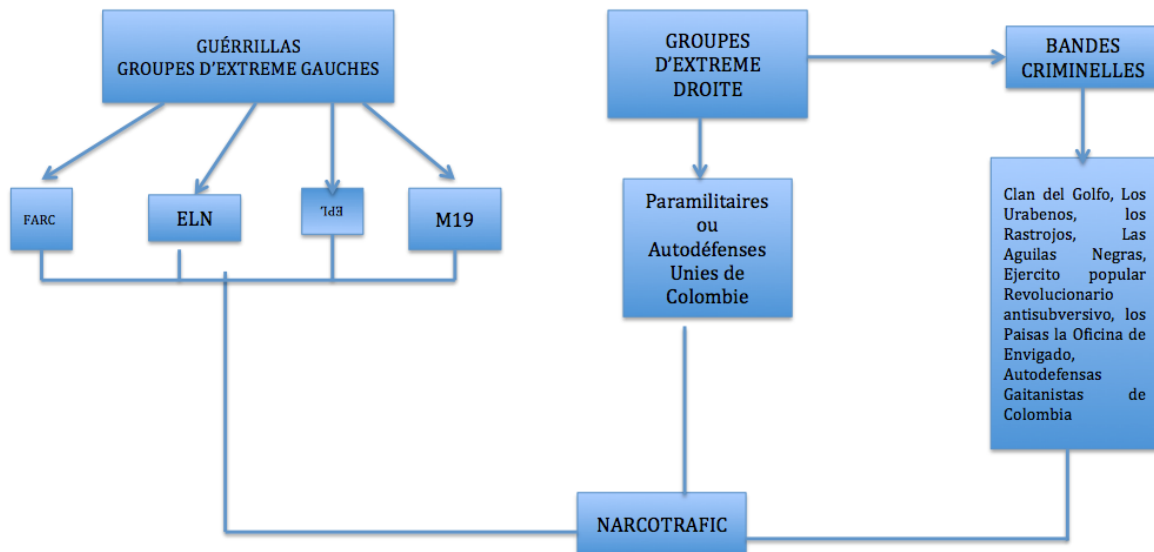 GUÉRRILLAS
GROUPES D'EXTREME GAUCHES
GROUPES
D'EXTREME
DROITE
BANDES
CRIMINELLES
FARC
ELN
EPL
M19
Paramilitaires
ou
Autodéfenses
Unies de
Colombie
Clan del Golfo, Los
Urabenos, los
Rastrojos, Las
Aguilas Negras,
Ejercito popular
Revolucionario
antisubversivo, los
Paisas la Oficina de
Envigado,
Autodefensas
Gaitanistas de
Colombia
NARCOTRAFIC